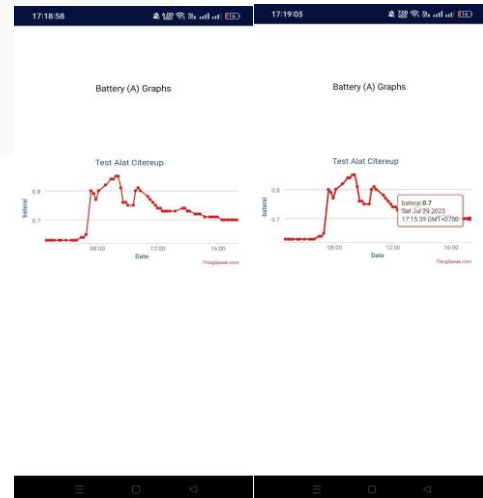 17:18:58
Battery (A) Graphs
Test Alat Citereup
0.8
0.7
baterai
08:00
12:00
16:00
Date
ThingSpeak.com
17:19:03
Battery (A) Graphs
Test Alat Citereup
0.8
0.7
baterai
baterai:0.7
Sat Jul 29 2023
17:15:39 GMT+0700
08:00
12:00
16:00
Date
ThingSpeak.com